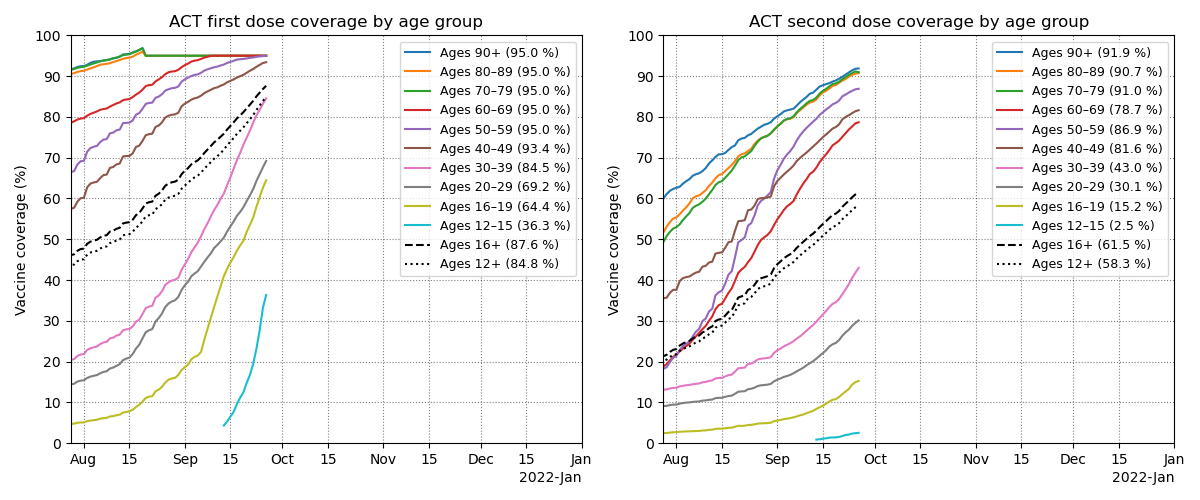 ACT first dose coverage by age group
Vaccine coverage (%)
100
90
80
70
60
50
40
30
20
10
0
Ages 90+ (95.0 %)
Ages 80–89 (95.0 %)
Ages 70–79 (95.0 %)
Ages 60–69 (95.0 %)
Ages 50–59 (95.0 %)
Ages 40–49 (93.4 %)
Ages 30–39 (84.5 %)
Ages 20–29 (69.2 %)
Ages 16–19 (64.4 %)
Ages 12–15 (36.3 %)
Ages 16+ (87.6 %)
Ages 12+ (84.8 %)
Aug 15 Sep 15 Oct 15 Nov 15 Dec 15 Jan
2022-Jan
ACT second dose coverage by age group
Vaccine coverage (%)
100
90
80
70
60
50
40
30
20
10
0
Ages 90+ (91.9 %)
Ages 80–89 (90.7 %)
Ages 70–79 (91.0 %)
Ages 60–69 (78.7 %)
Ages 50–59 (86.9 %)
Ages 40–49 (81.6 %)
Ages 30–39 (43.0 %)
Ages 20–29 (30.1 %)
Ages 16–19 (15.2 %)
Ages 12–15 (2.5 %)
Ages 16+ (61.5 %)
Ages 12+ (58.3 %)
Aug 15 Sep 15 Oct 15 Nov 15 Dec 15 Jan
2022-Jan